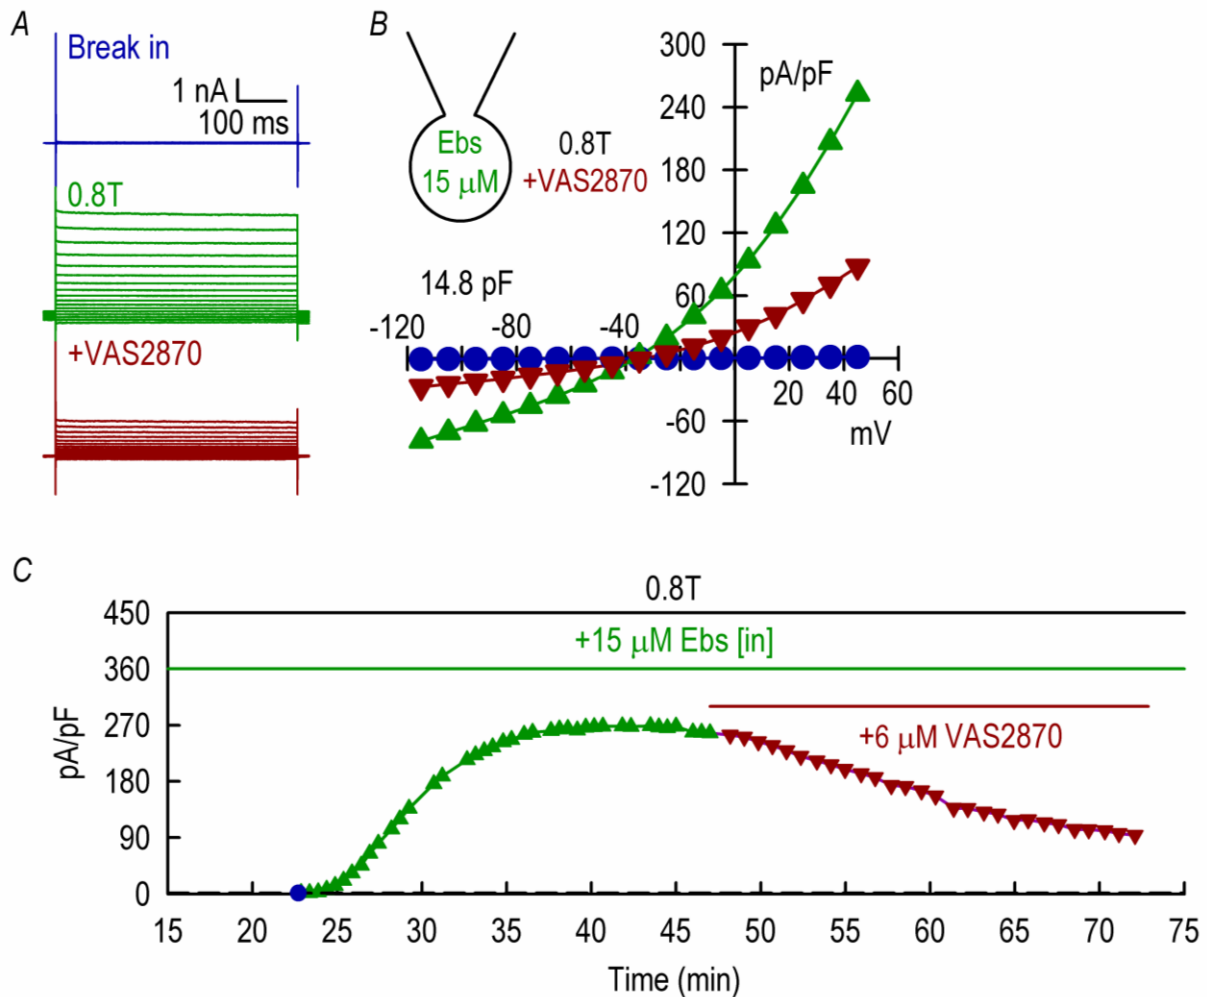 A
Break in
1 nA
100 ms
0.8T
+VAS2870
B
Ebs
15 μM
0.8T
+VAS2870
14.8 pF
300
pA/pF
240
180
120
60
-120 -80 -40
20 40 60
-60
mV
-120
C
0.8T
450
+15 μM Ebs [in]
360
270
+6 μM VAS2870
180
90
0
pA/pF
15 20 25 30 35 40 45 50 55 60 65 70 75
Time (min)